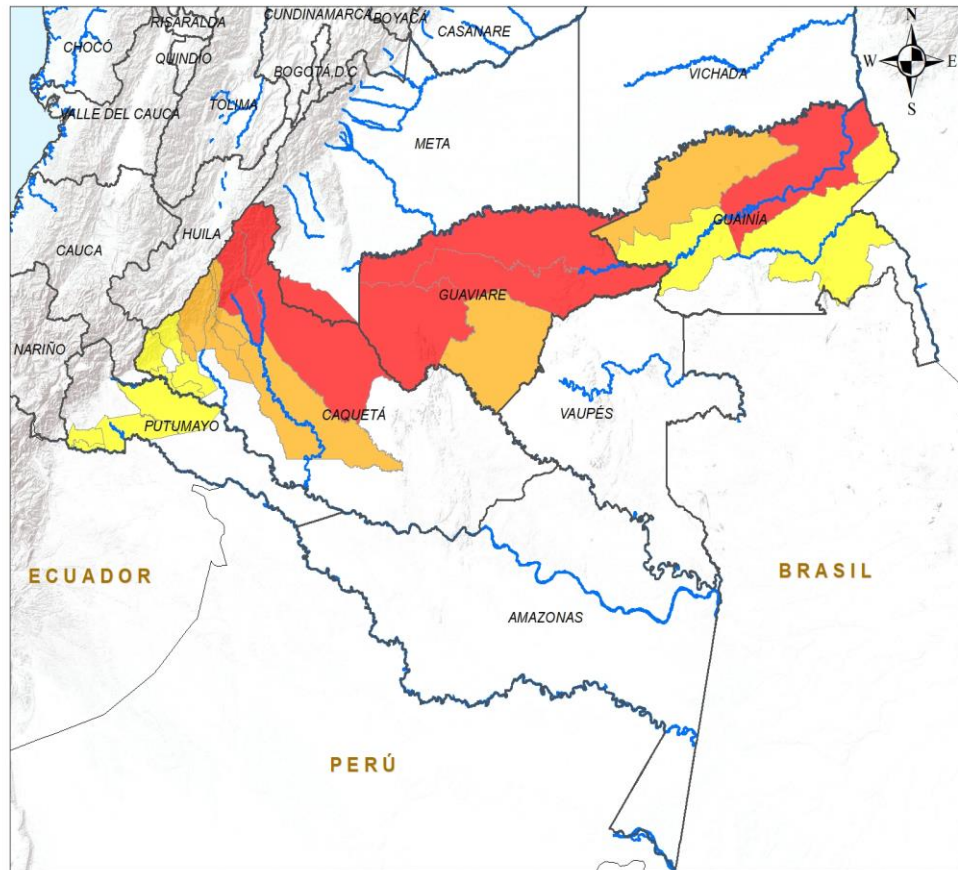 CUNDINAMARCA
BOYACÁ
RISARALDA
CASANARE
N
CHOCÓ
QUINDIO
W
E
BOGOTÁ.D.C
VICHADA
S
TOLIMA
VALLE DEL CAUCA
META
GUAINÍA
CAUCA
HUILA
GUAVIARE
NARIÑO
CAQUETÁ
VAUPÉS
PUTUMAYO
ECUADOR
BRASIL
AMAZONAS
PERÚ